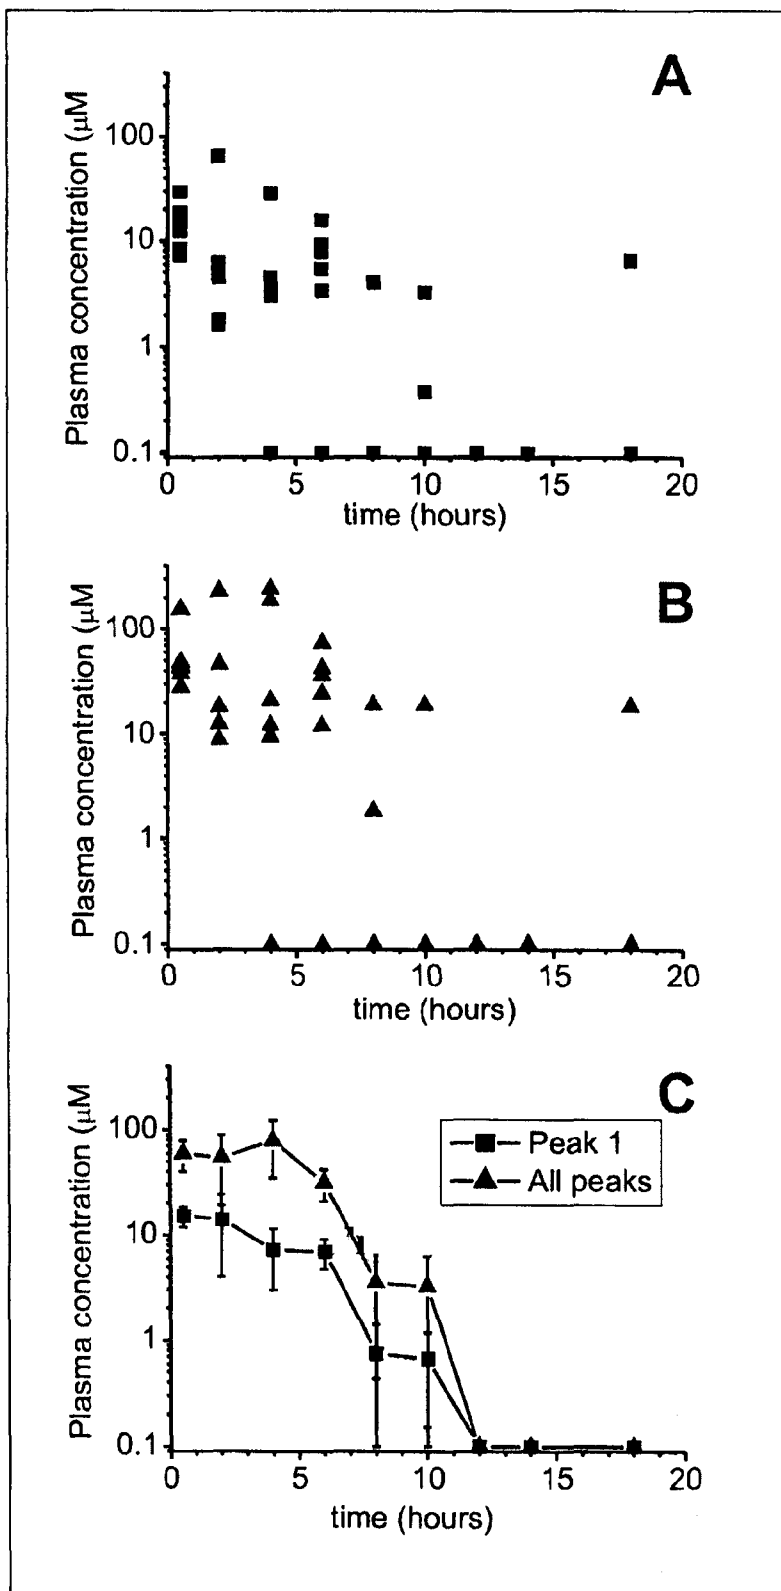 A
Plasma concentration (μM
100
10
1
0.1
0 5 10 15 20
time (hours)
B
Plasma concentration (μM
100
10
1
0.1
0 5 10 15 20
time (hours)
C
Plasma concentration (μM
100
10
1
0.1
Peak 1
All peaks
0 5 10 15 20
time (hours)